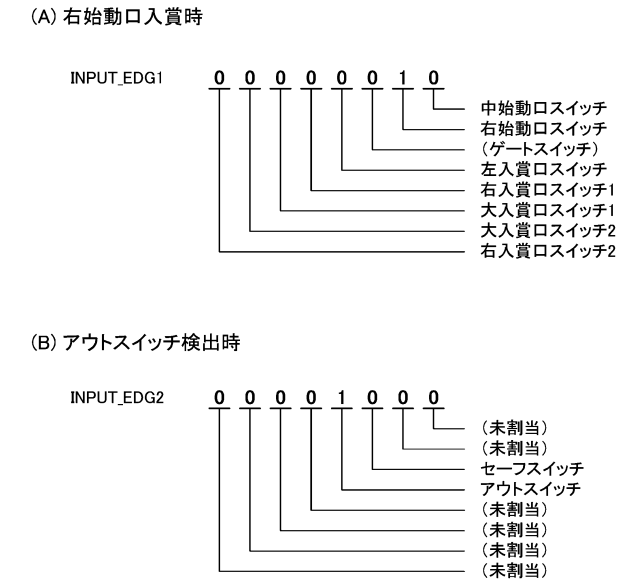 (A) 右始動口入賞時
INPUT_EDG1 0 0 0 0 0 0 1 0
中始動口スイッチ
右始動口スイッチ
(ゲートスイッチ)
左入賞口スイッチ
右入賞口スイッチ1
大入賞口スイッチ1
大入賞口スイッチ2
右入賞口スイッチ2
(B) アウトスイッチ検出時
INPUT_EDG2 0 0 0 0 1 0 0 0
(未割当)
(未割当)
セーフスイッチ
アウトスイッチ
(未割当)
(未割当)
(未割当)
(未割当)